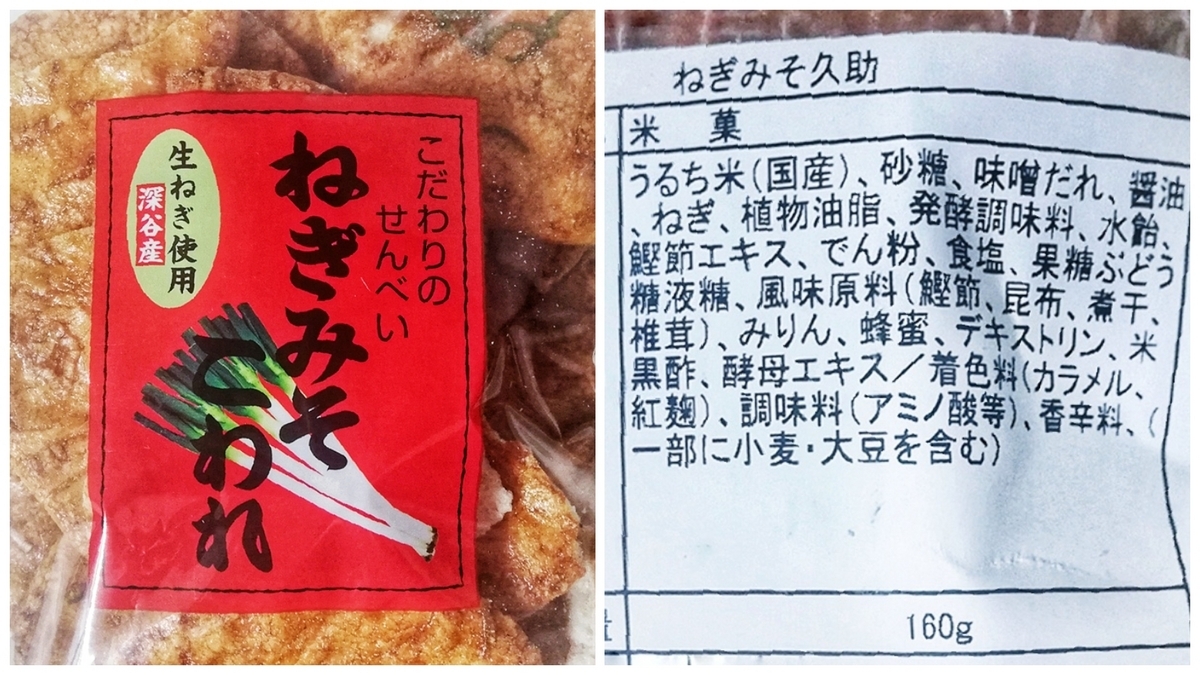 こだわりの
せんべい
ねぎみそ
こわれ
生ねぎ使用
深谷産
ねぎみそ久助
米 菓
うるち米(国産)、砂糖、味噌だれ、醤油
、ねぎ、植物油脂、発酵調味料、水飴、
鰹節エキス、でん粉、食塩、果糖ぶどう
糖液糖、風味原料(鰹節、昆布、煮干、
椎茸)、みりん、蜂蜜、デキストリン、米
黒酢、酵母エキス/着色料(カラメル、
紅麹)、調味料(アミノ酸等)、香辛料、(
一部に小麦・大豆を含む)
160g